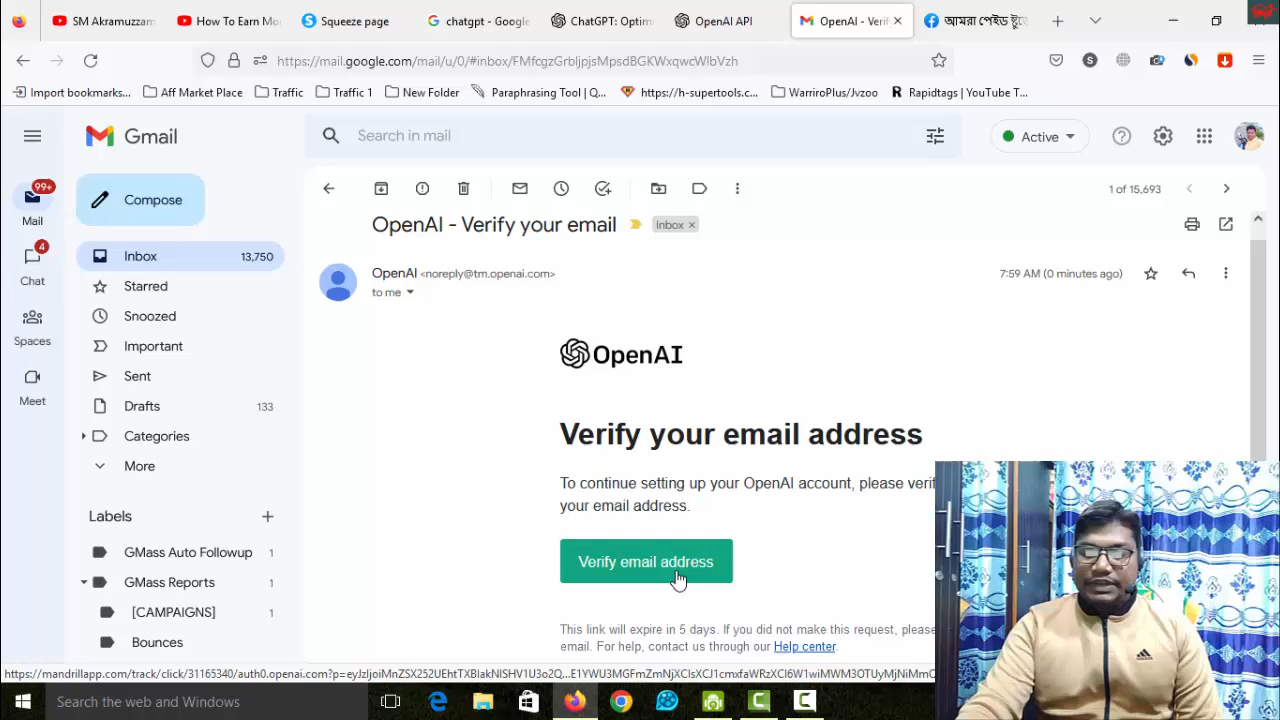 SM Akramuzzam
How To Earn Mo
Squeeze page
chatgpt - Google
ChatGPT: Optim
OpenAI API
OpenAI - Verif
আমরা পেইড
https://mail.google.com/mail/u/0/#inbox/FMfcgzGrbljpjsMpsdBGKWxqwcWlbVzh
Import bookmarks...
Aff Market Place
Traffic
Traffic 1
New Folder
Paraphrasing Tool | Q...
https://h-supertools.c...
WarriroPlus/Jvzoo
Rapidtags | YouTube T...
Gmail
Search in mail
Active
99+
Mail
Compose
1 of 15,693
OpenAI - Verify your email
Inbox
4
Chat
Inbox 13,750
OpenAI <noreply@tm.openai.com>
7:59 AM (0 minutes ago)
to me
Starred
Snoozed
Spaces
Important
Sent
Meet
Drafts 133
Categories
More
Labels
GMass Auto Followup 1
GMass Reports 1
[CAMPAIGNS] 1
Bounces
OpenAI
Verify your email address
To continue setting up your OpenAI account, please verif
your email address.
Verify email address
This link will expire in 5 days. If you did not make this request, please
email. For help, contact us through our Help center.
Search the web and Windows